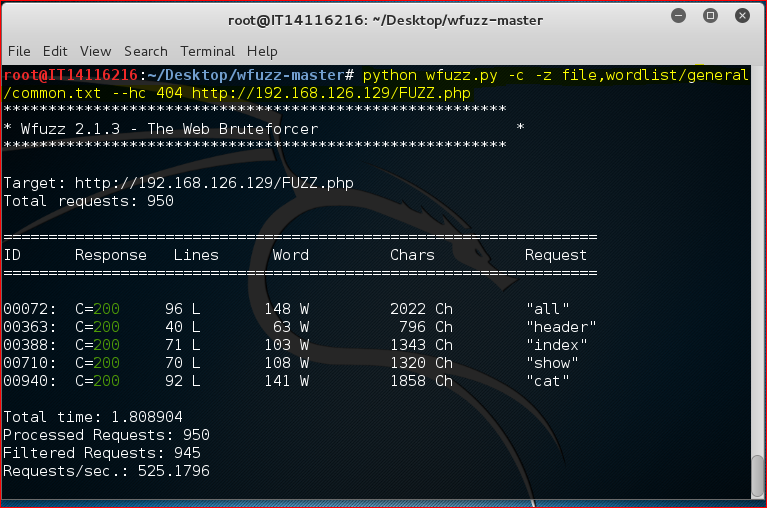 root@IT14116216: ~/Desktop/wfuzz-master
File Edit View Search Terminal Help
root@IT14116216:~/Desktop/wfuzz-master# python wfuzz.py -c -z file,wordlist/general
/common.txt --hc 404 http://192.168.126.129/FUZZ.php
********************************************************
* Wfuzz 2.1.3 - The Web Bruteforcer                      *
********************************************************
Target: http://192.168.126.129/FUZZ.php
Total requests: 950
==================================================================
ID      Response   Lines      Word         Chars          Request
==================================================================
00072:  C=200     96 L      148 W         2022 Ch        "all"
00363:  C=200     40 L       63 W          796 Ch        "header"
00388:  C=200     71 L      103 W         1343 Ch        "index"
00710:  C=200     70 L      108 W         1320 Ch        "show"
00940:  C=200     92 L      141 W         1858 Ch        "cat"
Total time: 1.808904
Processed Requests: 950
Filtered Requests: 945
Requests/sec.: 525.1796